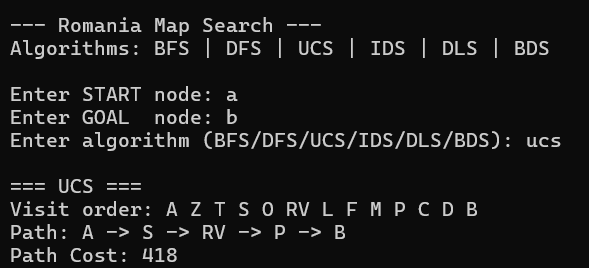 --- Romania Map Search ---
Algorithms: BFS | DFS | UCS | IDS | DLS | BDS
Enter START node: a
Enter GOAL  node: b
Enter algorithm (BFS/DFS/UCS/IDS/DLS/BDS): ucs
=== UCS ===
Visit order: A Z T S O RV L F M P C D B
Path: A -> S -> RV -> P -> B
Path Cost: 418